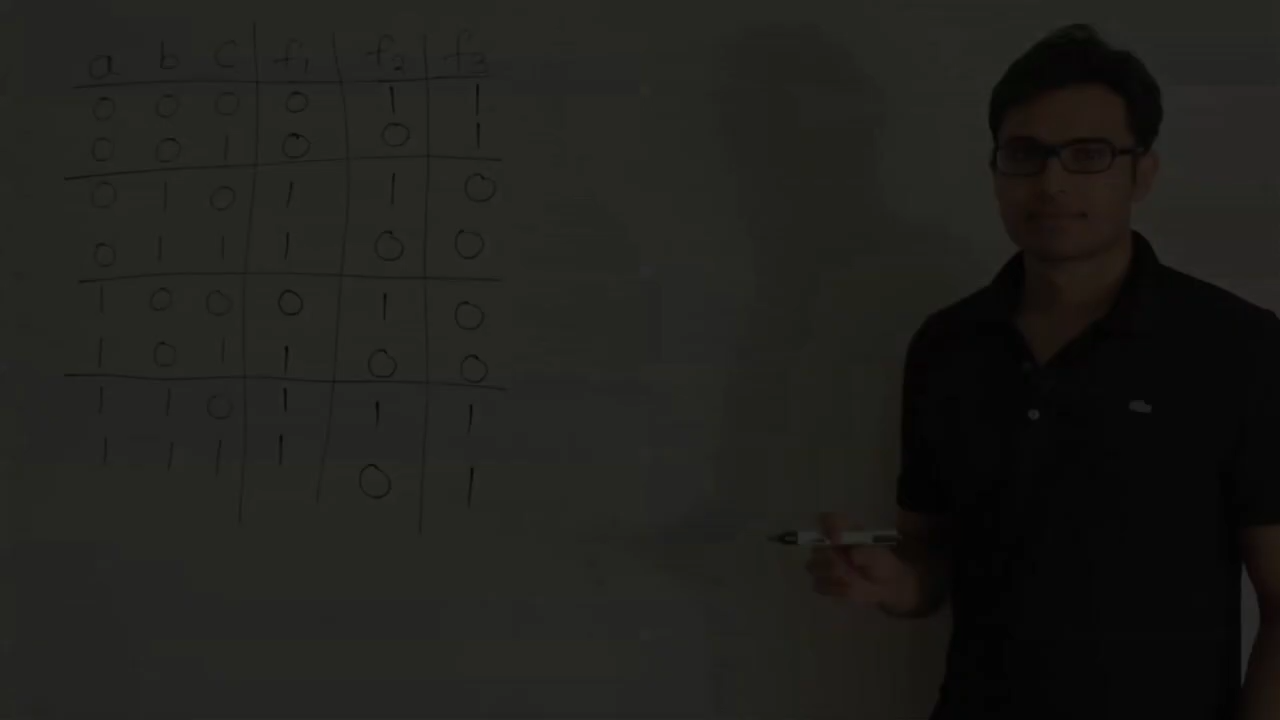 a b c f1 f2 f3
0 0 0 0 1 1
0 0 1 0 0 1
0 1 0 1 1 0
0 1 1 1 0 0
1 0 0 0 1 0
1 0 1 1 0 0
1 1 0 1 1 1
1 1 1 1 0 1